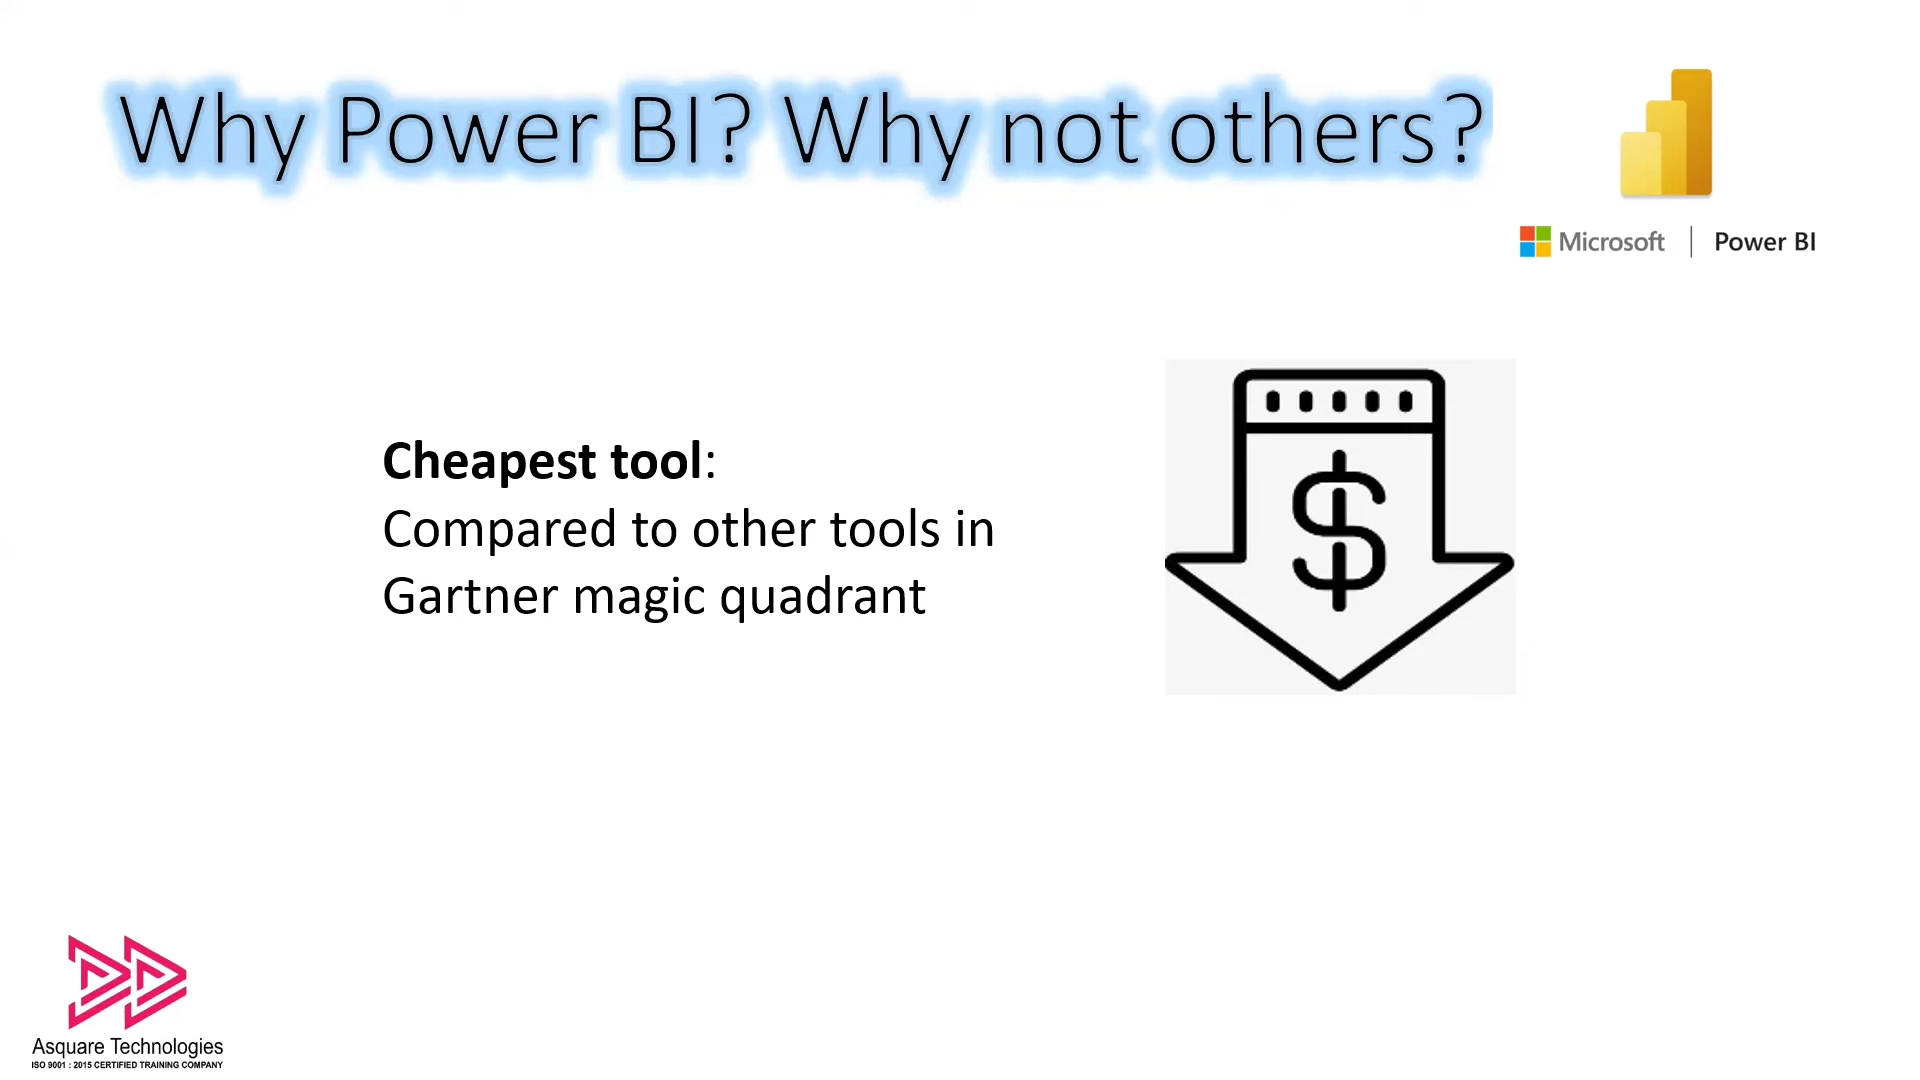 Why Power BI? Why not others?
Microsoft | Power BI
Cheapest tool:
Compared to other tools in
Gartner magic quadrant
$
Asquare Technologies
ISO 9001 : 2015 CERTIFIED TRAINING COMPANY